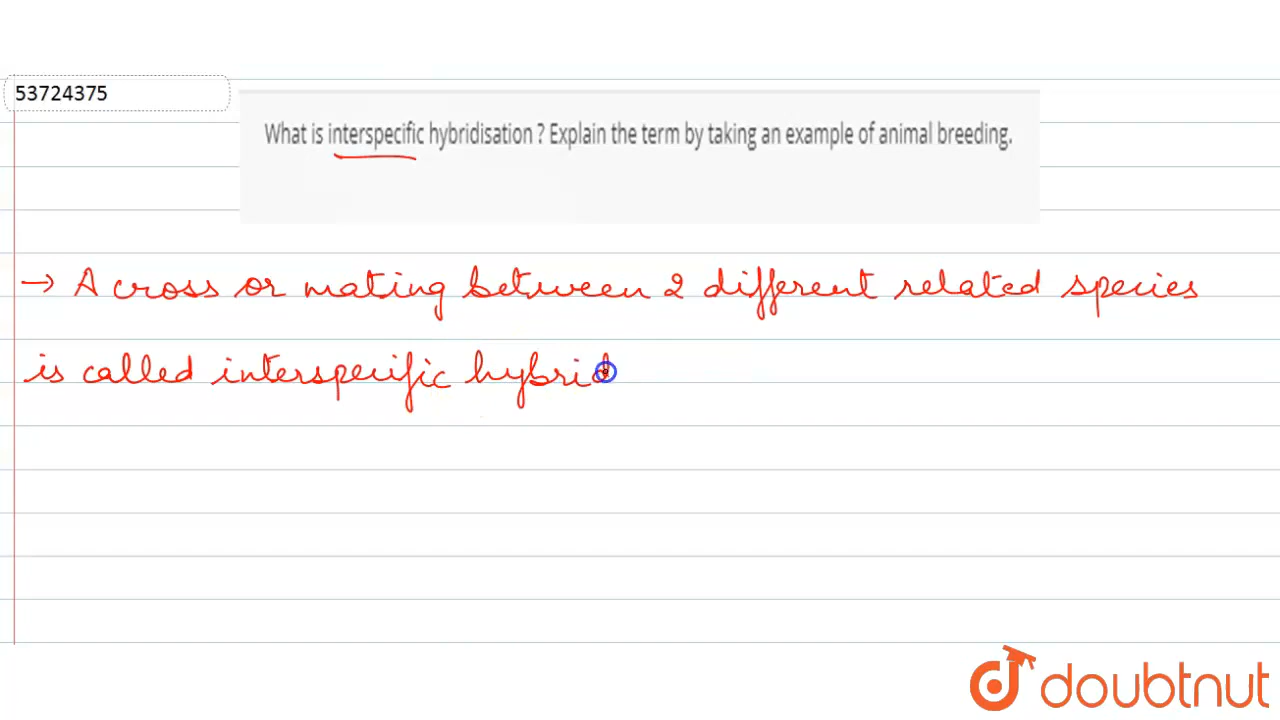 53724375
What is interspecific hybridisation ? Explain the term by taking an example of animal breeding.
→ A cross or mating between 2 different related species
is called interspecific hybrid
doubtnut